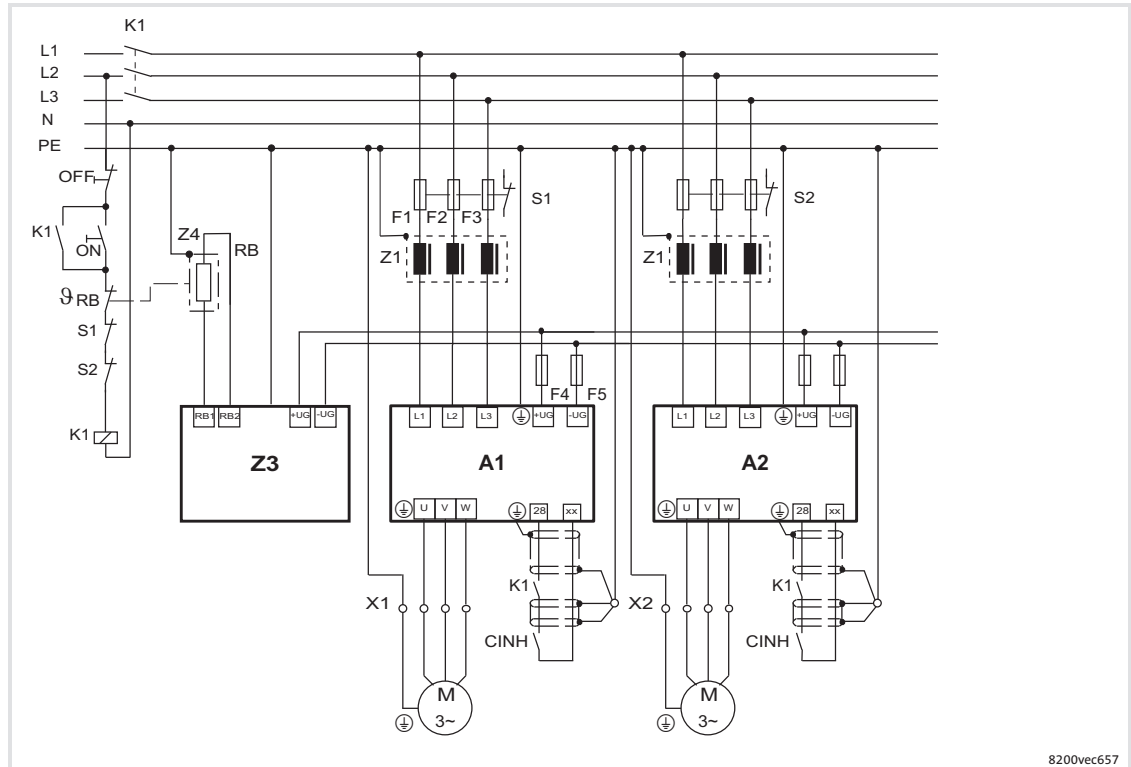 K1
L1
L2
L3
N
PE
OFF
S1
S2
F1 F2 F3
K1
Z4
RB
ON
Z1
Z1
ϑ RB
S1
S2
F4 F5
RB1 RB2 +UG -UG
L1 L2 L3 +UG -UG
L1 L2 L3 +UG -UG
K1
Z3
A1
A2
U V W 28 xx
U V W 28 xx
K1
K1
X1
X2
CINH
CINH
M
3~
M
3~
8200vec657